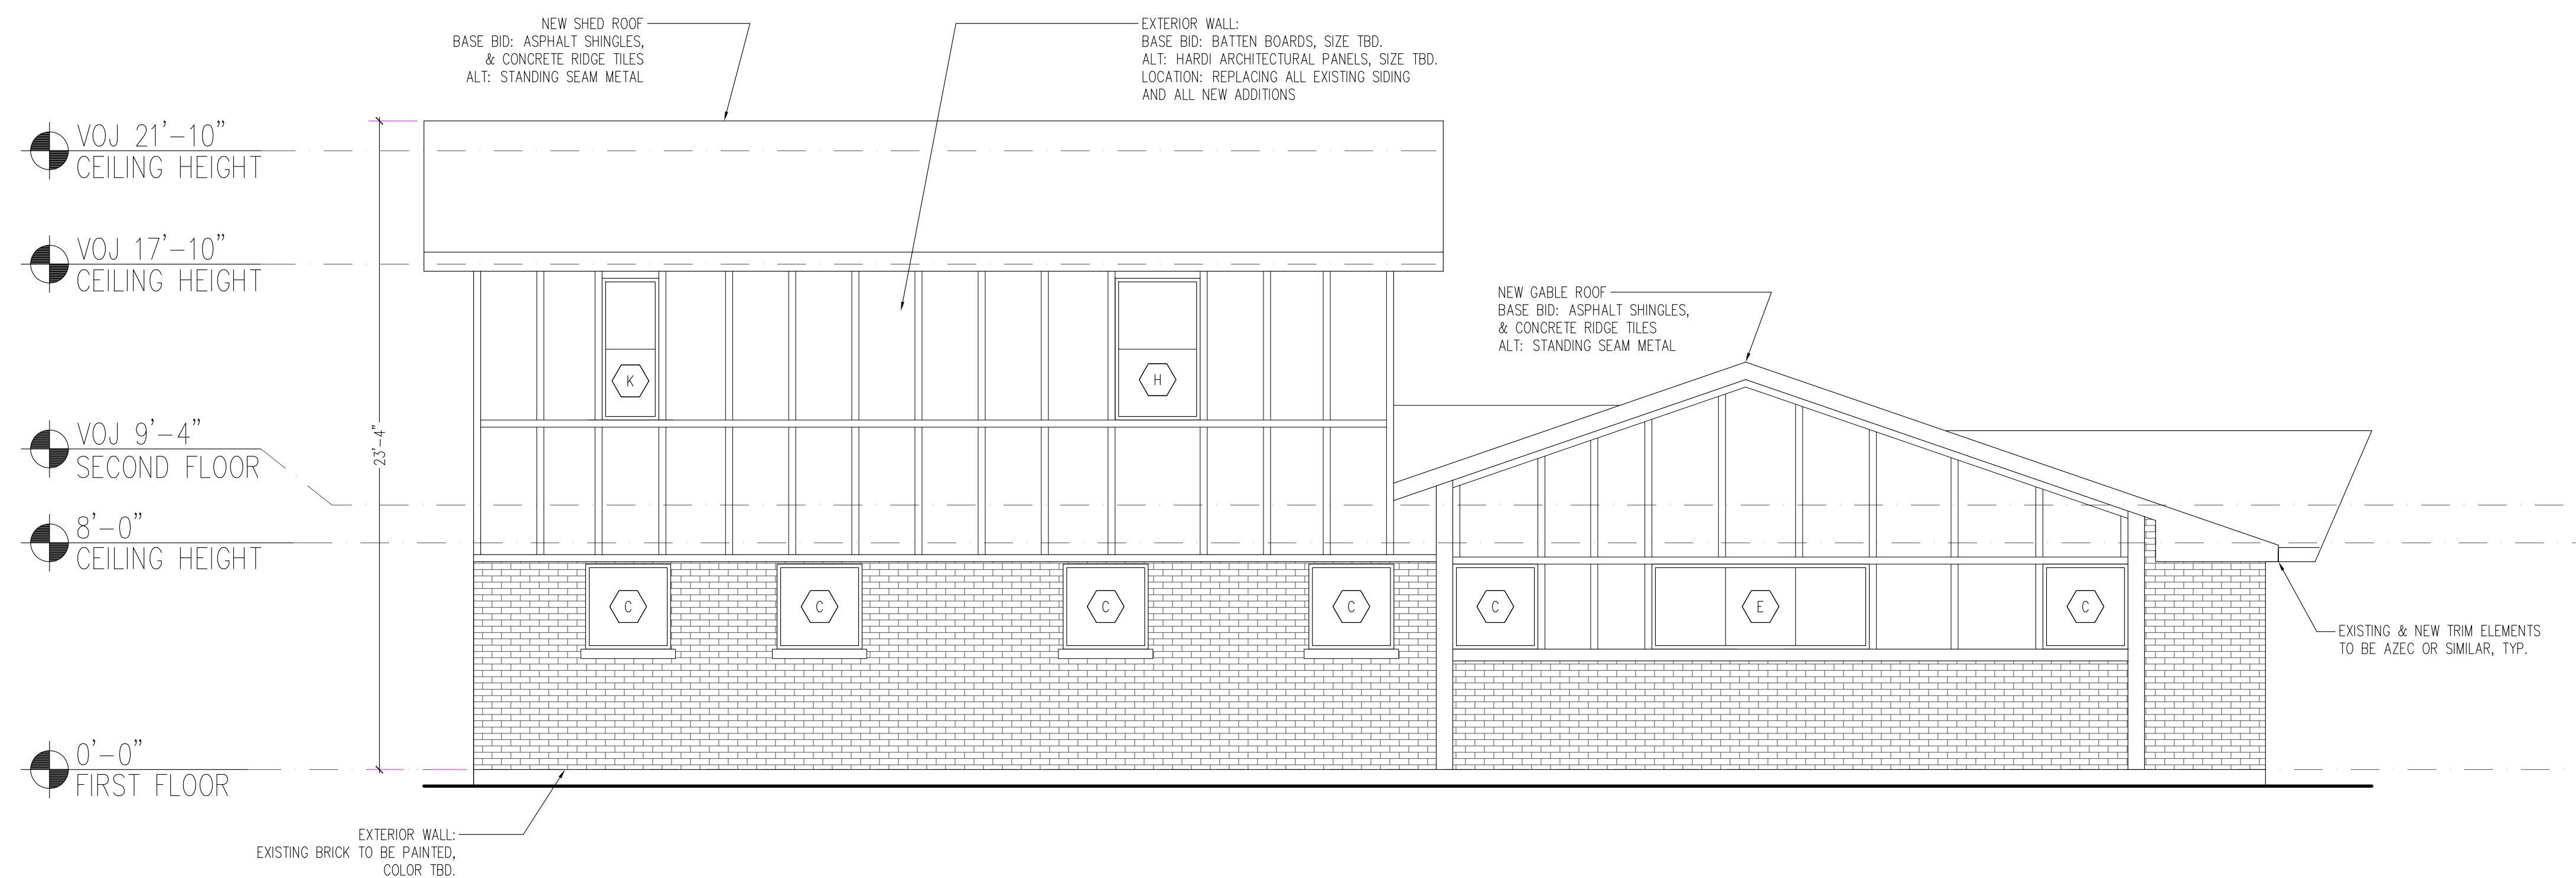 NEW SHED ROOF
BASE BID: ASPHALT SHINGLES,
& CONCRETE RIDGE TILES
ALT: STANDING SEAM METAL
EXTERIOR WALL:
BASE BID: BATTEN BOARDS, SIZE TBD.
ALT: HARDI ARCHITECTURAL PANELS, SIZE TBD.
LOCATION: REPLACING ALL EXISTING SIDING
AND ALL NEW ADDITIONS
VOJ 21'-10"
CEILING HEIGHT
VOJ 17'-10"
CEILING HEIGHT
NEW GABLE ROOF
BASE BID: ASPHALT SHINGLES,
& CONCRETE RIDGE TILES
ALT: STANDING SEAM METAL
K
H
VOJ 9'-4"
SECOND FLOOR
23'-4"
8'-0"
CEILING HEIGHT
C
C
C
C
C
E
C
EXISTING & NEW TRIM ELEMENTS
TO BE AZEC OR SIMILAR, TYP.
0'-0"
FIRST FLOOR
EXTERIOR WALL:
EXISTING BRICK TO BE PAINTED,
COLOR TBD.